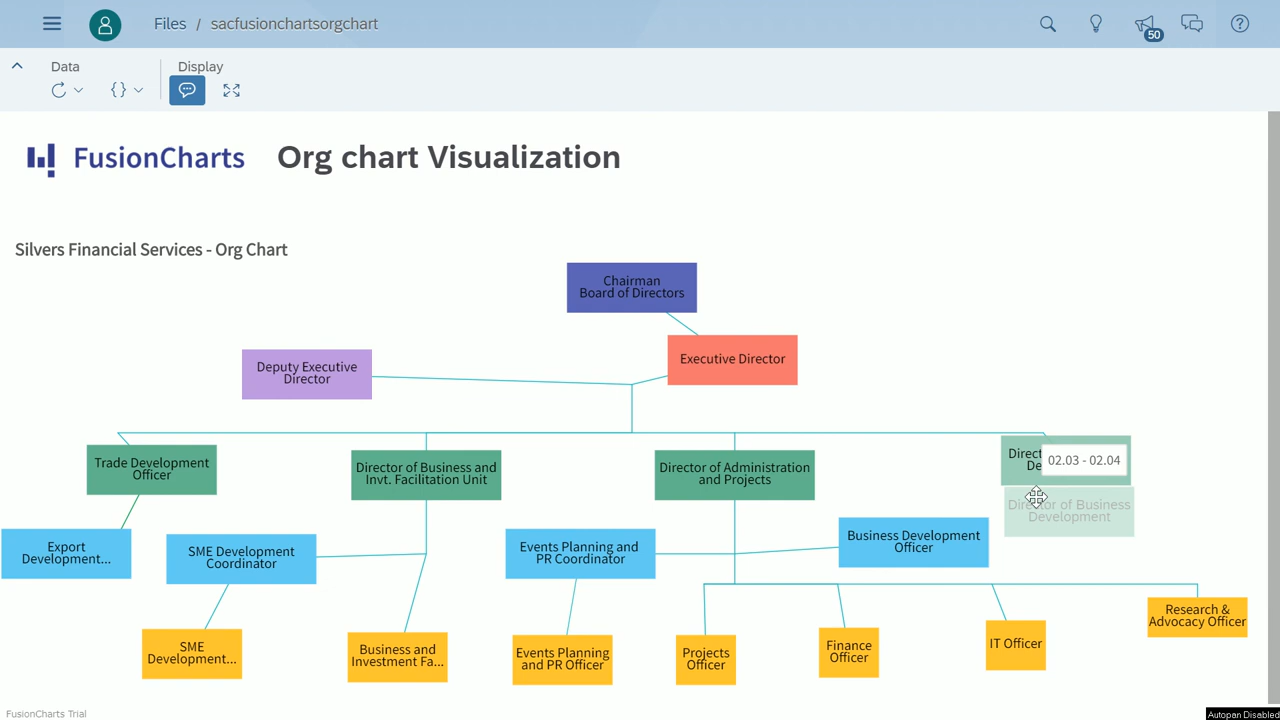 Files / sacfusionchartsorgchart
50
Data
Display
FusionCharts
Org chart Visualization
Silvers Financial Services - Org Chart
Chairman
Board of Directors
Executive Director
Deputy Executive
Director
Trade Development
Officer
Director of Business and
Invt. Facilitation Unit
Director of Administration
and Projects
Direct
De
02.03 - 02.04
Director of Business
Development
Export
Development...
SME Development
Coordinator
Events Planning and
PR Coordinator
Business Development
Officer
SME
Development...
Business and
Investment Fa...
Events Planning
and PR Officer
Projects
Officer
Finance
Officer
IT Officer
Research &
Advocacy Officer
FusionCharts Trial
Autopan Disabled